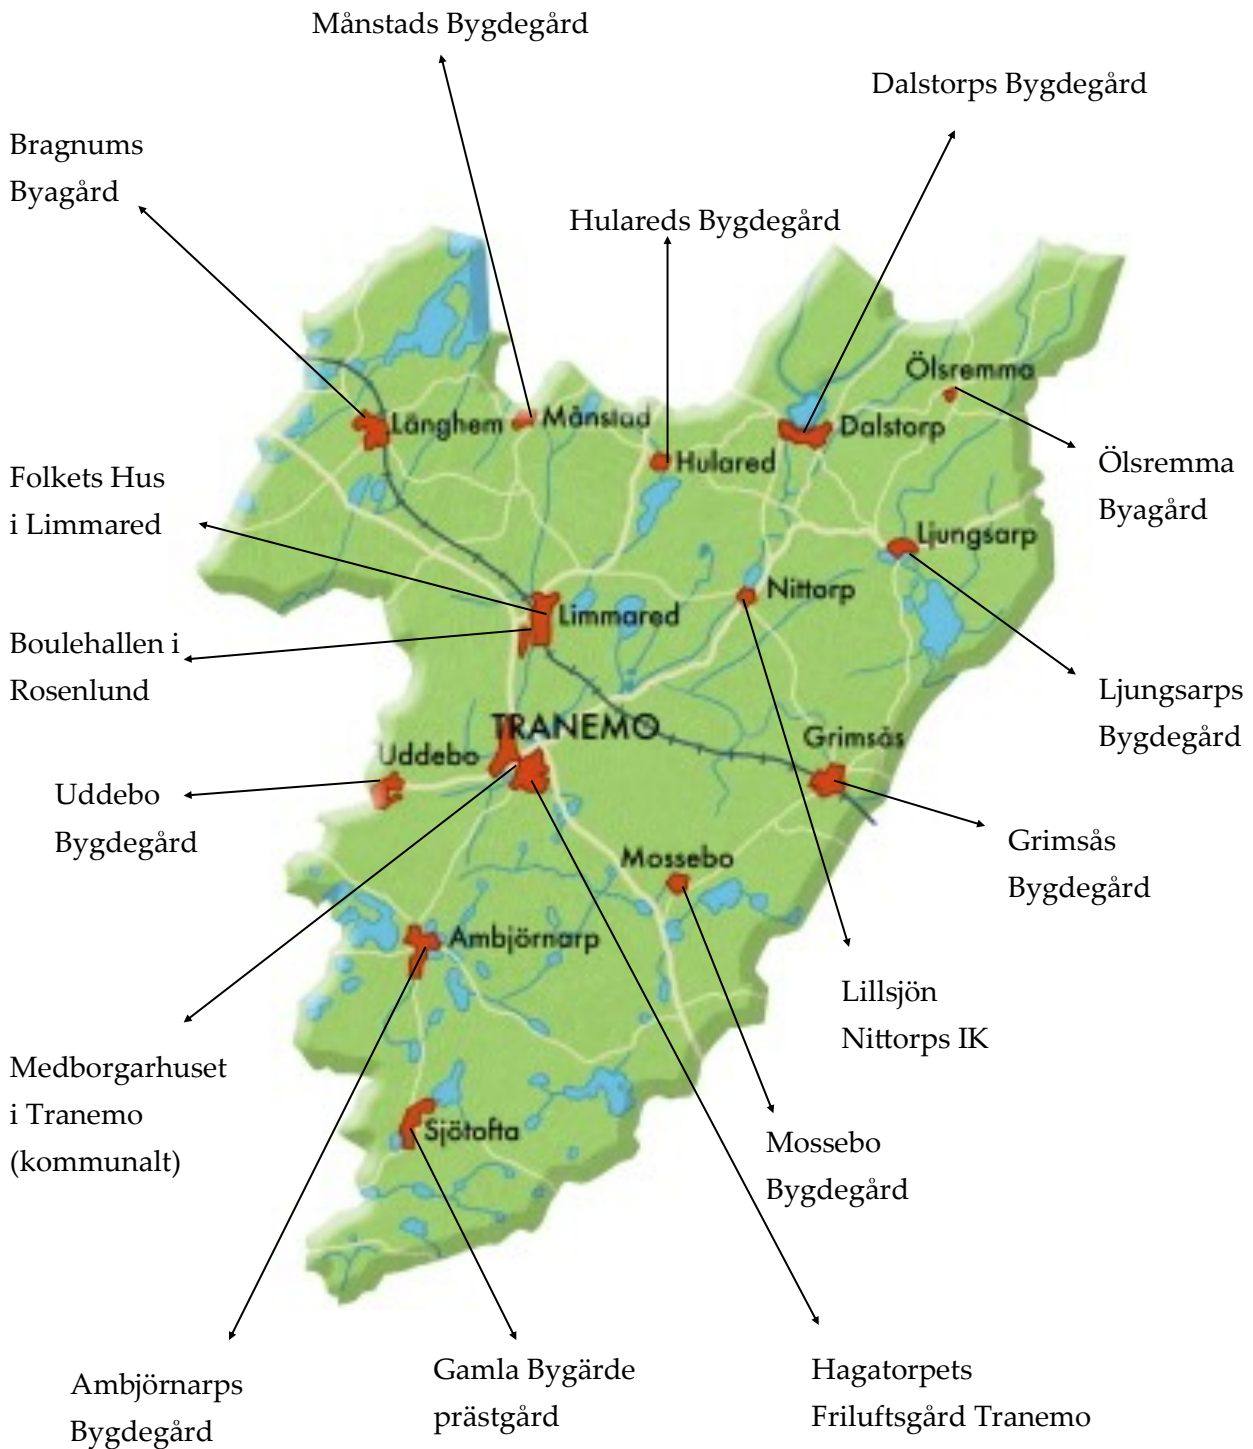 Månstads Bygdegård
Dalstorps Bygdegård
Bragnums
Byagård
Hulareds Bygdegård
Ölsremma
Länghem
Månstad
Dalstorp
Hulared
Ölsremma
Byagård
Folkets Hus
i Limmared
Ljungsarp
Nittorp
Limmared
Boulehallen i
Rosenlund
Ljungsarps
Bygdegård
TRANEMO
Grimsås
Uddebo
Uddebo
Bygdegård
Grimsås
Bygdegård
Mossebo
Ambjörnarp
Lillsjön
Nittorps IK
Medborgarhuset
i Tranemo
(kommunalt)
Sjötofta
Mossebo
Bygdegård
Ambjörnarps
Bygdegård
Gamla Bygärde
prästgård
Hagatorpets
Friluftsgård Tranemo